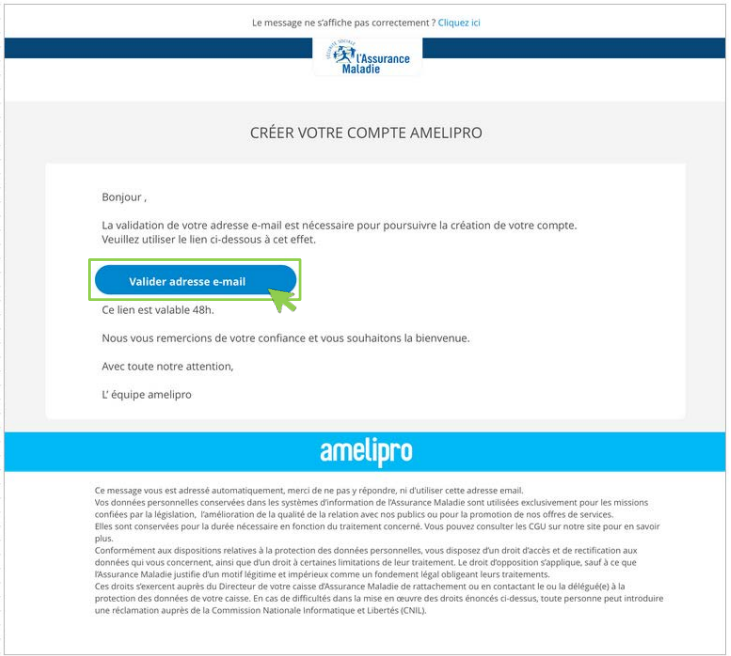 Le message ne s'affiche pas correctement ? Cliquez ici
SÉCURITÉ SOCIALE
l'Assurance
Maladie
CRÉER VOTRE COMPTE AMELIPRO
Bonjour ,
La validation de votre adresse e-mail est nécessaire pour poursuivre la création de votre compte.
Veuillez utiliser le lien ci-dessous à cet effet.
Valider adresse e-mail
Ce lien est valable 48h.
Nous vous remercions de votre confiance et vous souhaitons la bienvenue.
Avec toute notre attention,
L' équipe amelipro
amelipro
Ce message vous est adressé automatiquement, merci de ne pas y répondre, ni d'utiliser cette adresse email.
Vos données personnelles conservées dans les systèmes d'information de l'Assurance Maladie sont utilisées exclusivement pour les missions
confiées par la législation, l'amélioration de la qualité de la relation avec nos publics ou pour la promotion de nos offres de services.
Elles sont conservées pour la durée nécessaire en fonction du traitement concerné. Vous pouvez consulter les CGU sur notre site pour en savoir
plus.
Conformément aux dispositions relatives à la protection des données personnelles, vous disposez d'un droit d'accès et de rectification aux
données qui vous concernent, ainsi que d'un droit à certaines limitations de leur traitement. Le droit d'opposition s'applique, sauf à ce que
l'Assurance Maladie justifie d'un motif légitime et impérieux comme un fondement légal obligeant leurs traitements.
Ces droits s'exercent auprès du Directeur de votre caisse d'Assurance Maladie de rattachement ou en contactant le ou la délégué(e) à la
protection des données de votre caisse. En cas de difficultés dans la mise en œuvre des droits énoncés ci-dessus, toute personne peut introduire
une réclamation auprès de la Commission Nationale Informatique et Libertés (CNIL).